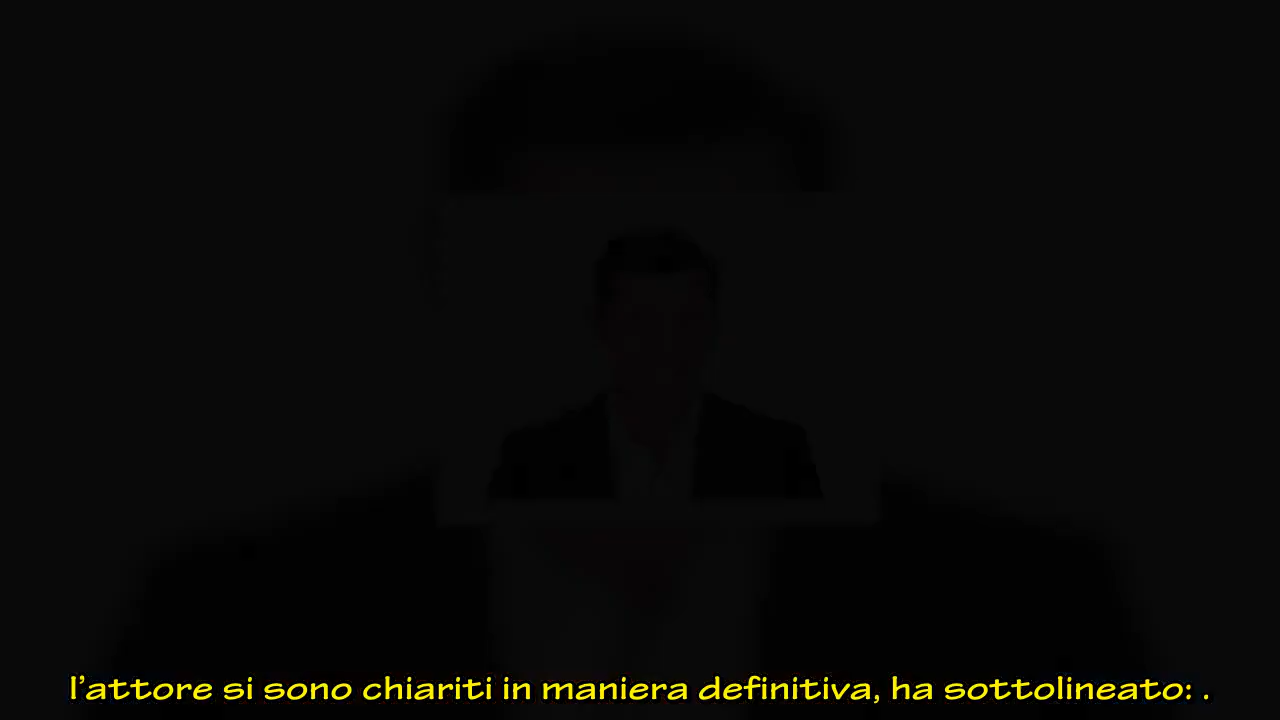 l'attore si sono chiariti in maniera definitiva, ha sottolineato: .